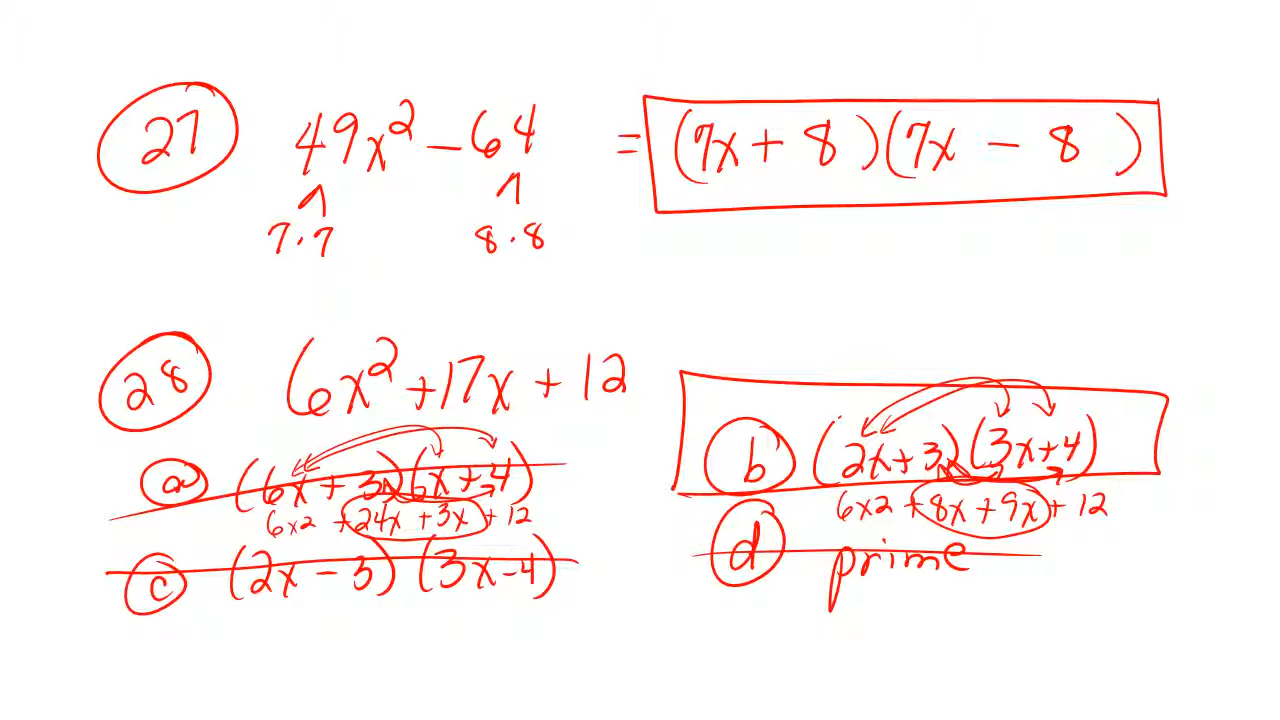 27 49x² - 64 = (7x + 8)(7x - 8)
7.7 8.8
28 6x² + 17x + 12
a (6x + 3)(6x + 4)
6x2 + 24x + 3x + 12
b (2x + 3)(3x + 4)
6x2 + 8x + 9x + 12
c (2x - 3)(3x - 4)
d prime